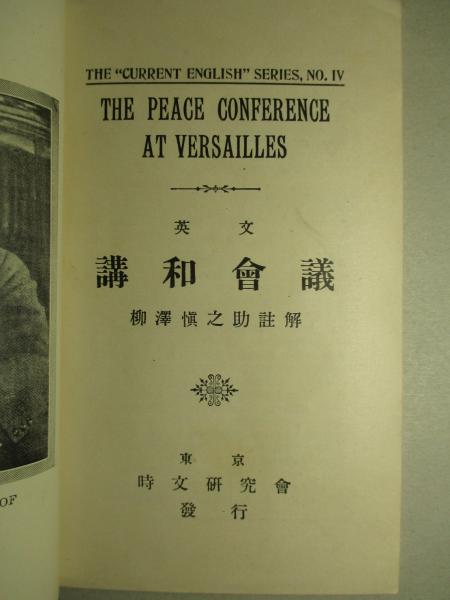 THE "CURRENT ENGLISH" SERIES, NO. IV
THE PEACE CONFERENCE
AT VERSAILLES
英文
講和會議
柳澤愼之助註解
東京
時文硏究會
發行
OF